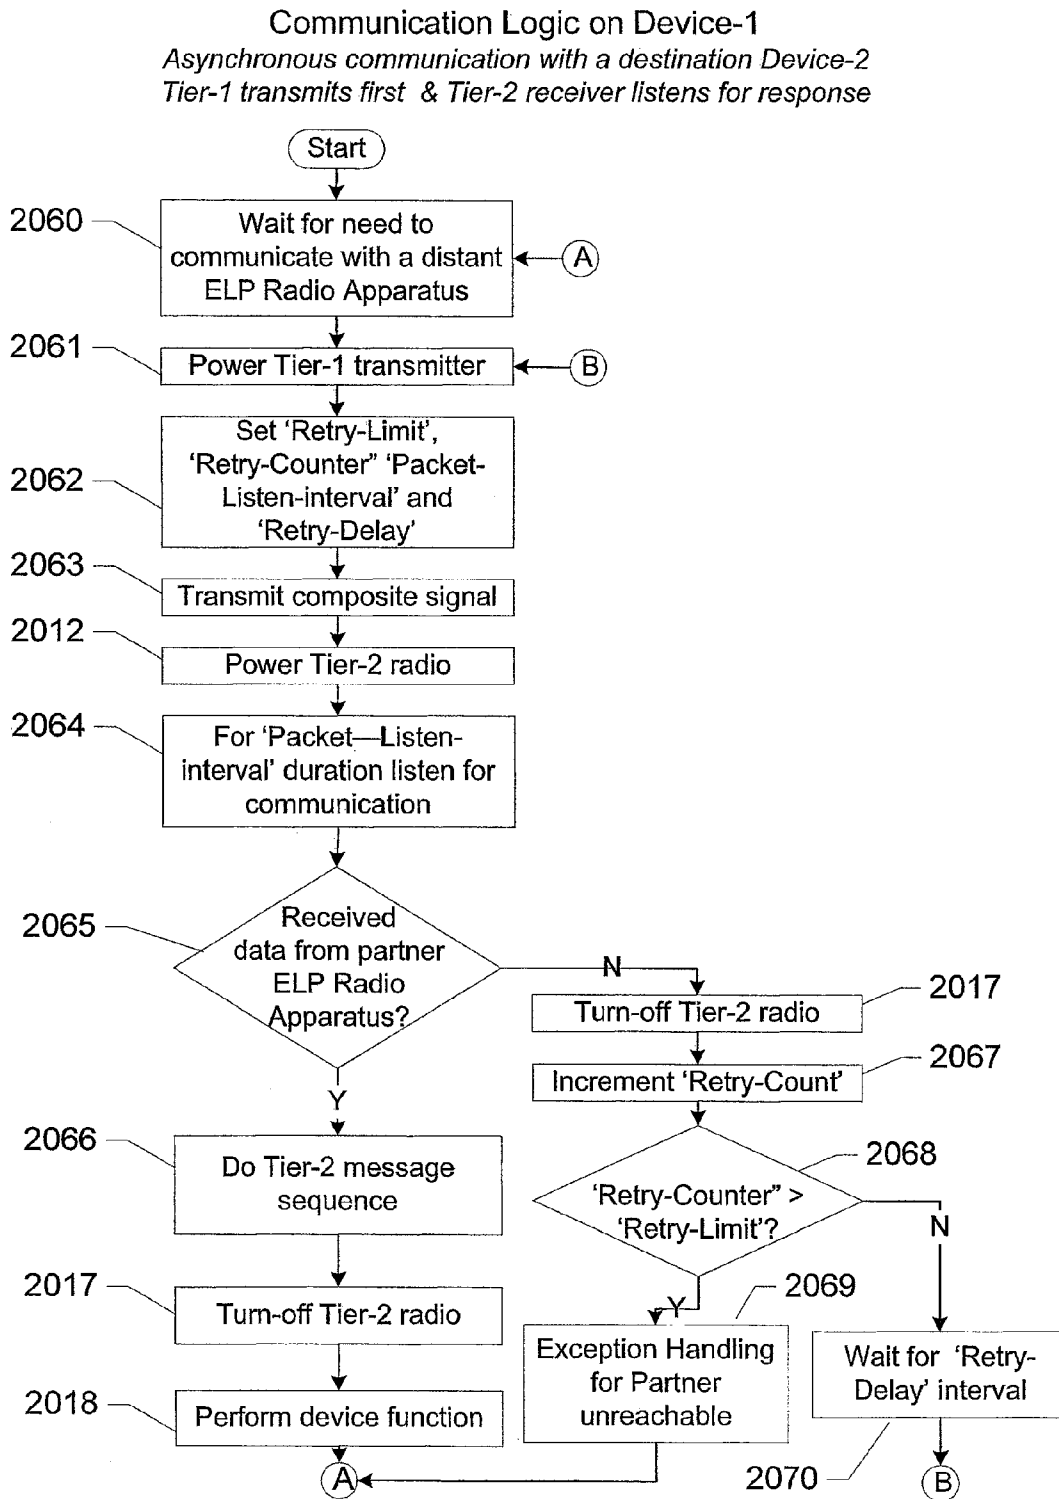 Communication Logic on Device-1
Asynchronous communication with a destination Device-2
Tier-1 transmits first & Tier-2 receiver listens for response
Start
2060
Wait for need to
communicate with a distant
ELP Radio Apparatus
A
2061
Power Tier-1 transmitter
B
2062
Set ‘Retry-Limit’,
‘Retry-Counter” ‘Packet-
Listen-interval’ and
‘Retry-Delay’
2063
Transmit composite signal
2012
Power Tier-2 radio
2064
For ‘Packet—Listen-
interval’ duration listen for
communication
2065
Received
data from partner
ELP Radio
Apparatus?
N
2017
Turn-off Tier-2 radio
2067
Increment ‘Retry-Count’
Y
2066
Do Tier-2 message
sequence
2068
‘Retry-Counter” >
‘Retry-Limit’?
N
Y
2017
Turn-off Tier-2 radio
2069
Exception Handling
for Partner
unreachable
Wait for ‘Retry-
Delay’ interval
2018
Perform device function
A
2070
B